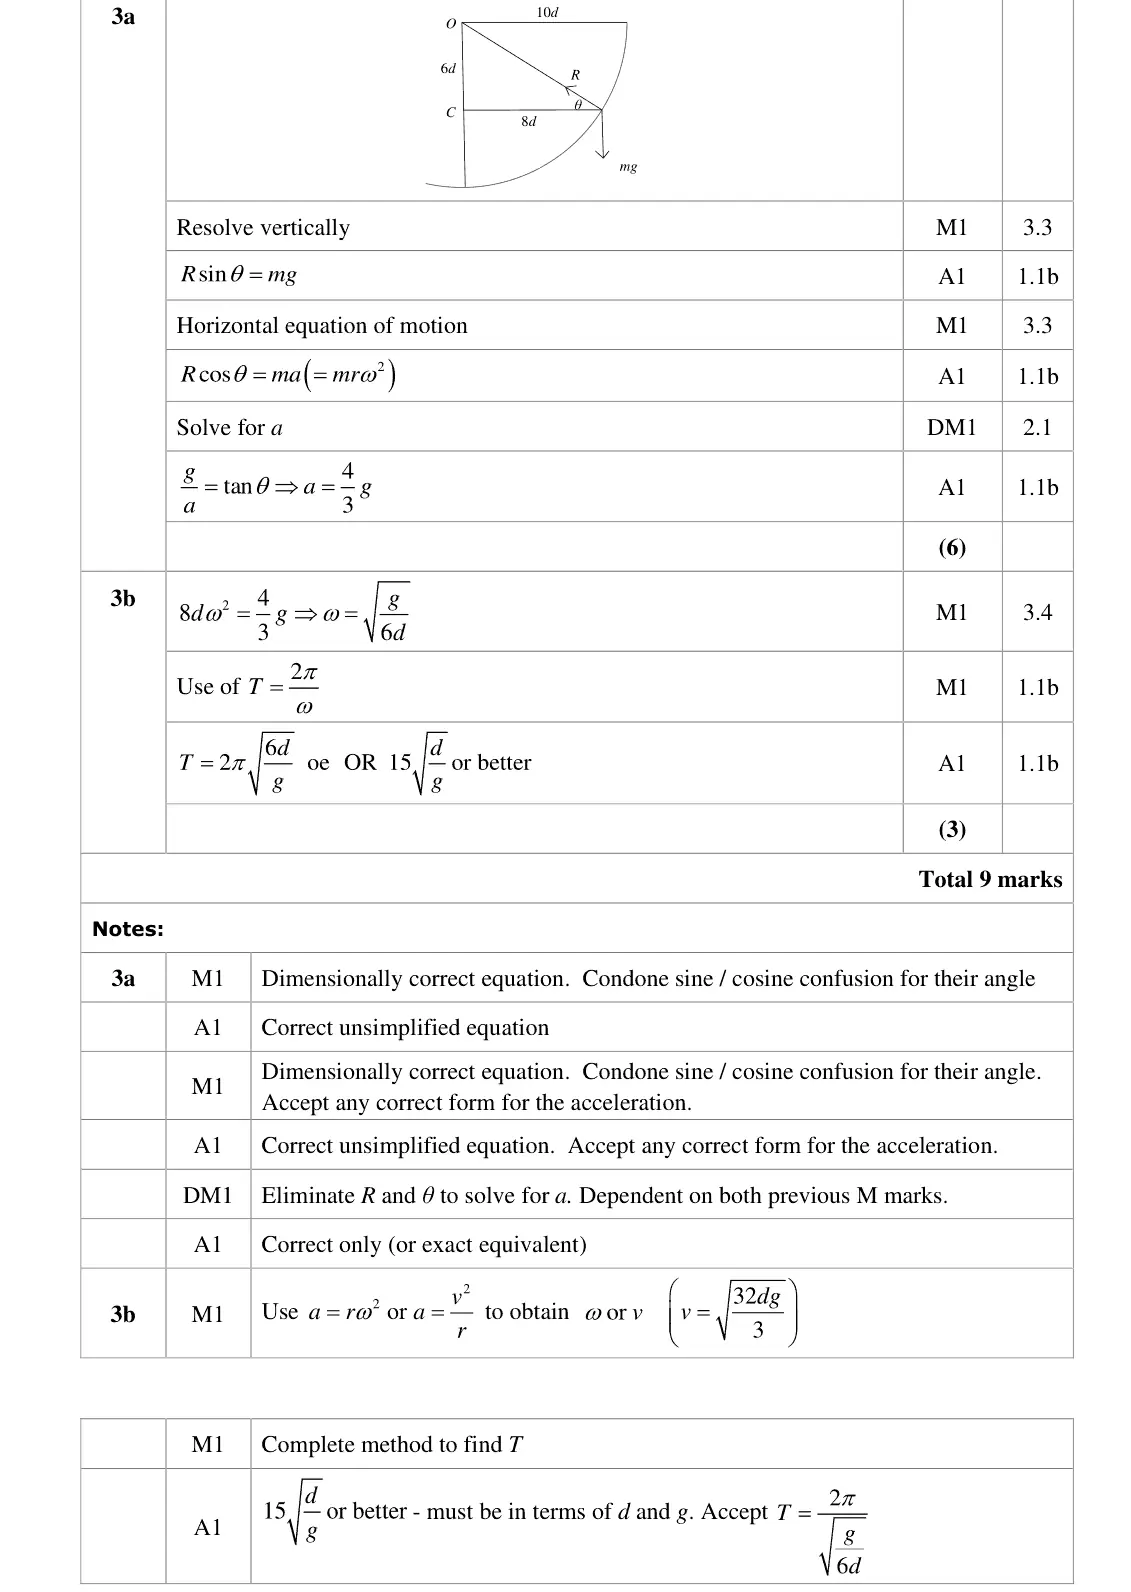 3a
10d
O
6d
R
θ
C
8d
mg
Resolve vertically M1 3.3
R sin θ = mg A1 1.1b
Horizontal equation of motion M1 3.3
R cos θ = ma (= mrω²) A1 1.1b
Solve for a DM1 2.1
g/a = tan θ ⇒ a = 4/3 g A1 1.1b
(6)
3b 8dω² = 4/3 g ⇒ ω = √(g/6d) M1 3.4
Use of T = 2π/ω M1 1.1b
T = 2π√(6d/g) oe OR 15√(d/g) or better A1 1.1b
(3)
Total 9 marks
Notes:
3a M1 Dimensionally correct equation. Condone sine / cosine confusion for their angle
A1 Correct unsimplified equation
M1 Dimensionally correct equation. Condone sine / cosine confusion for their angle.
Accept any correct form for the acceleration.
A1 Correct unsimplified equation. Accept any correct form for the acceleration.
DM1 Eliminate R and θ to solve for a. Dependent on both previous M marks.
A1 Correct only (or exact equivalent)
3b M1 Use a = rω² or a = v²/r to obtain ω or v (v = √(32dg/3))
M1 Complete method to find T
A1 15√(d/g) or better - must be in terms of d and g. Accept T = 2π/√(g/6d)